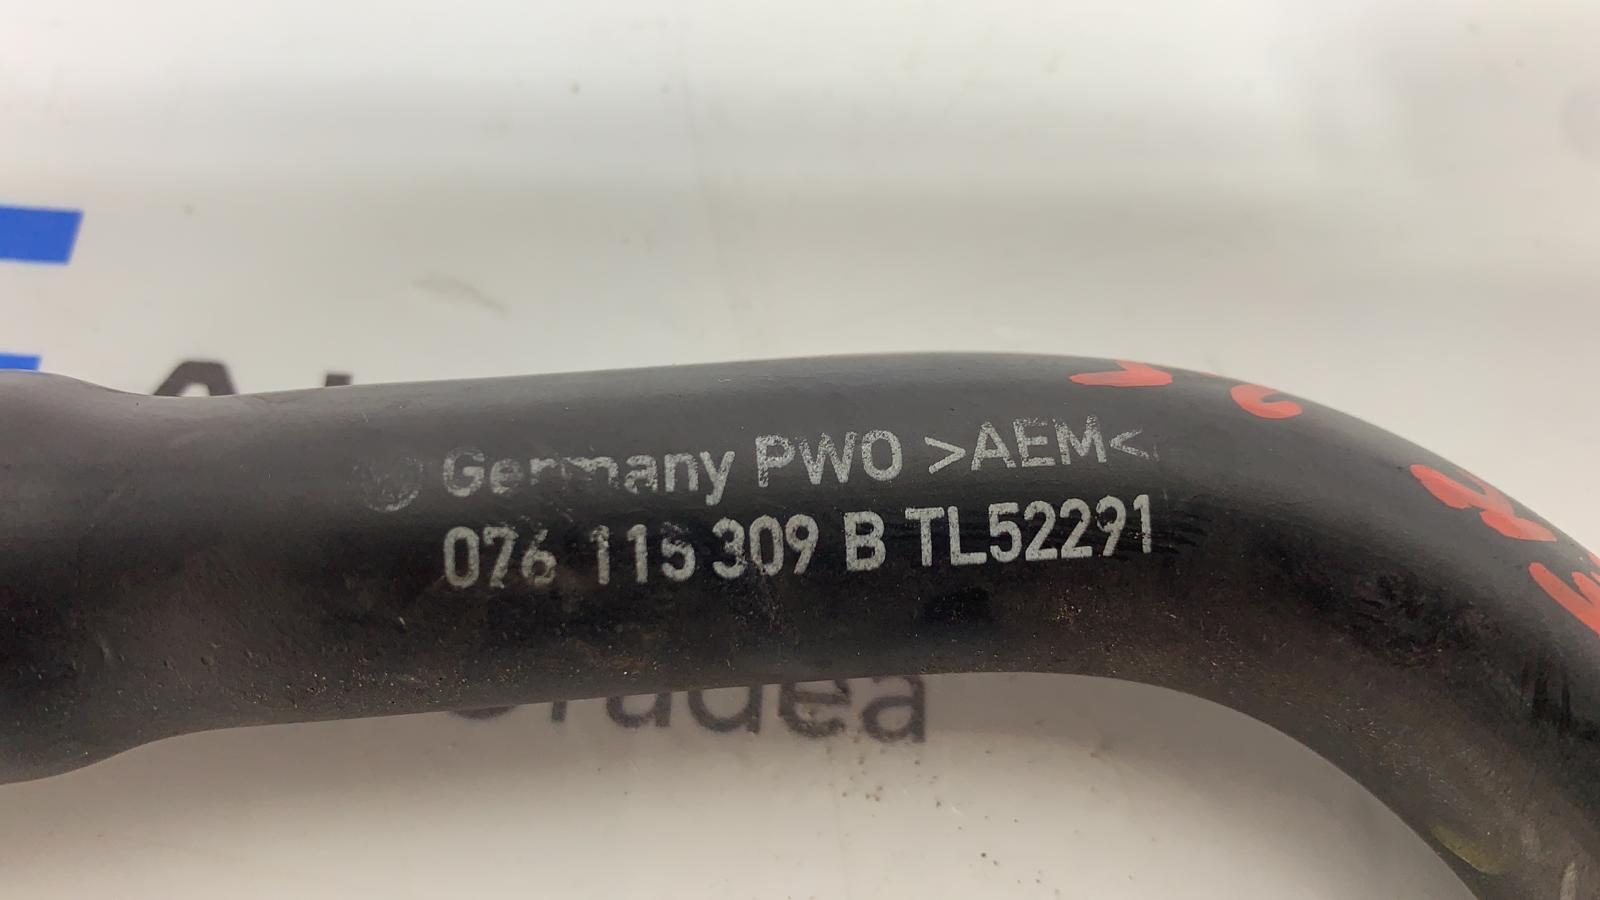 Germany PWO >AEM<
076 115 309 B TL52291